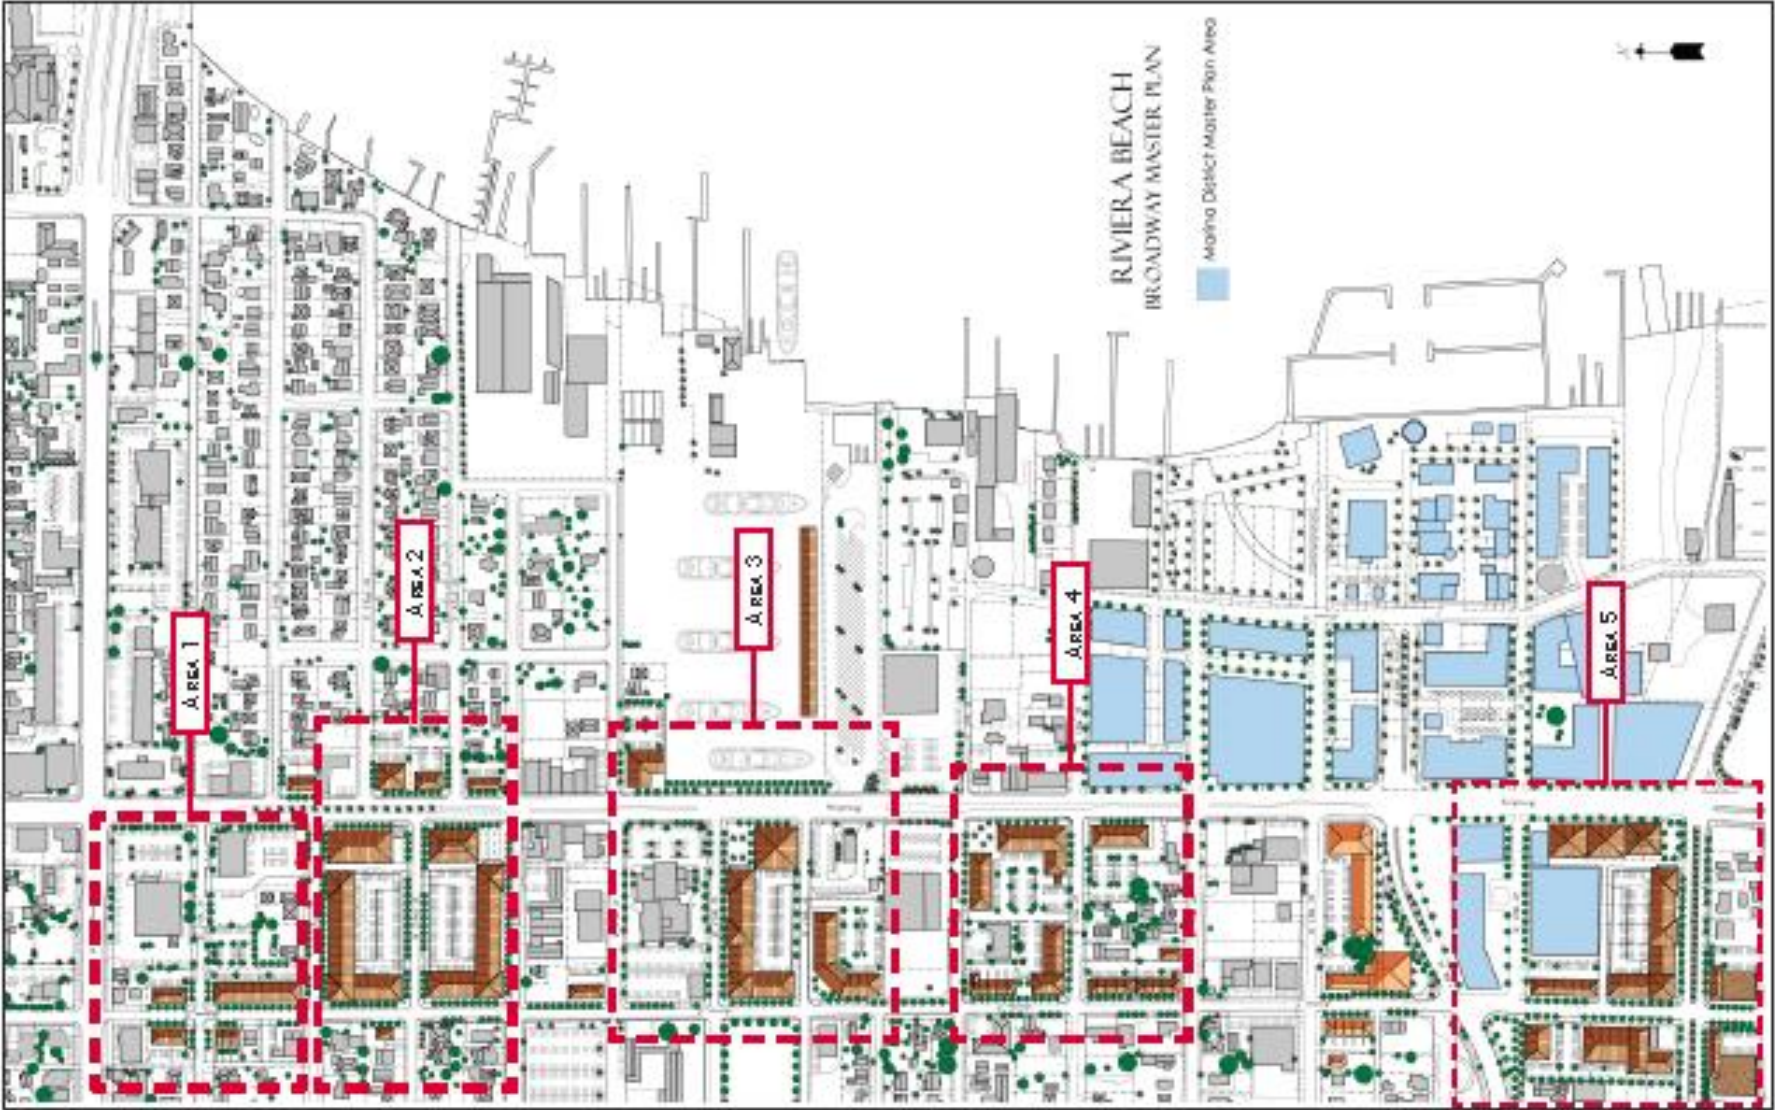 RIVIERA BEACH
BROADWAY MASTER PLAN
Marina District Master Plan Area
N
AREA 1
AREA 2
AREA 3
AREA 4
AREA 5